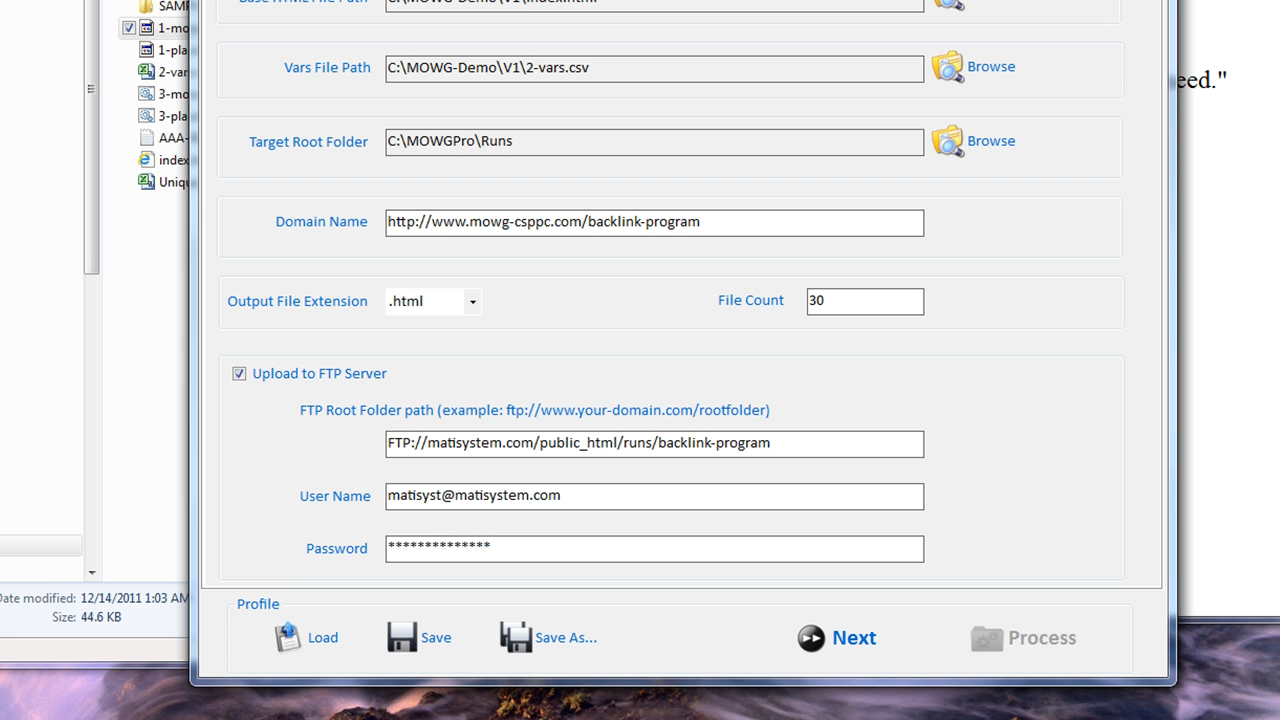 SAMP
1-mo
1-pla
2-var
3-mo
3-pla
AAA-
index
Uniqu
Vars File Path C:\MOWG-Demo\V1\2-vars.csv Browse
eed."
Target Root Folder C:\MOWGPro\Runs Browse
Domain Name http://www.mowg-csppc.com/backlink-program
Output File Extension .html File Count 30
Upload to FTP Server
FTP Root Folder path (example: ftp://www.your-domain.com/rootfolder)
FTP://matisystem.com/public_html/runs/backlink-program
User Name matisyst@matisystem.com
Password **************
Date modified: 12/14/2011 1:03 AM
Size: 44.6 KB
Profile
Load Save Save As... Next Process